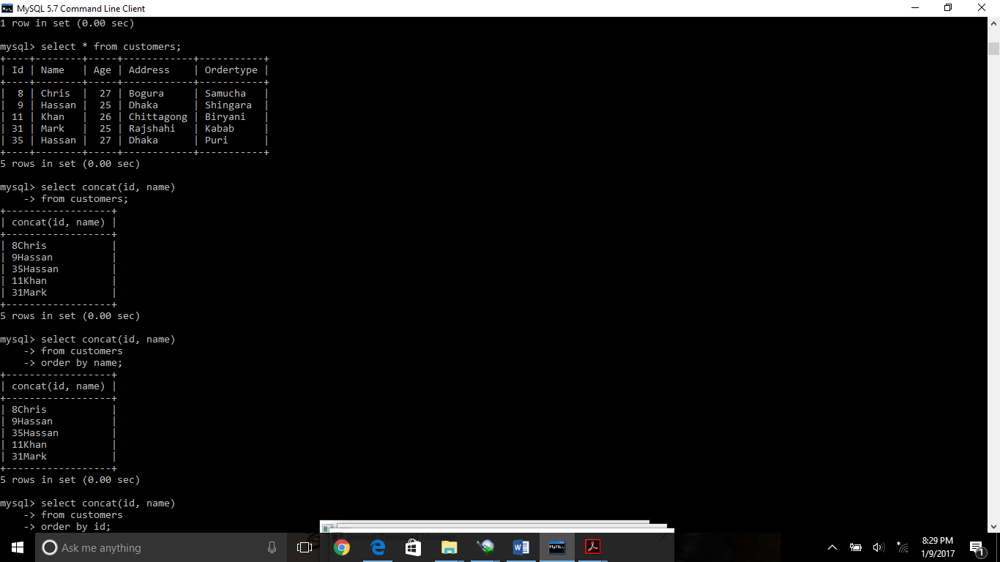 MySQL 5.7 Command Line Client
1 row in set (0.00 sec)
mysql> select * from customers;
+----+--------+-----+------------+-----------+
| Id | Name   | Age | Address    | Ordertype |
+----+--------+-----+------------+-----------+
|  8 | Chris  |  27 | Bogura     | Samucha   |
|  9 | Hassan |  25 | Dhaka      | Shingara  |
| 11 | Khan   |  26 | Chittagong | Biryani   |
| 31 | Mark   |  25 | Rajshahi   | Kabab     |
| 35 | Hassan |  27 | Dhaka      | Puri      |
+----+--------+-----+------------+-----------+
5 rows in set (0.00 sec)
mysql> select concat(id, name)
    -> from customers;
+------------------+
| concat(id, name) |
+------------------+
| 8Chris           |
| 9Hassan          |
| 35Hassan         |
| 11Khan           |
| 31Mark           |
+------------------+
5 rows in set (0.00 sec)
mysql> select concat(id, name)
    -> from customers
    -> order by name;
+------------------+
| concat(id, name) |
+------------------+
| 8Chris           |
| 9Hassan          |
| 35Hassan         |
| 11Khan           |
| 31Mark           |
+------------------+
5 rows in set (0.00 sec)
mysql> select concat(id, name)
    -> from customers
    -> order by id;
Internet Download Manager
Ask me anything
8:29 PM
1/9/2017
1